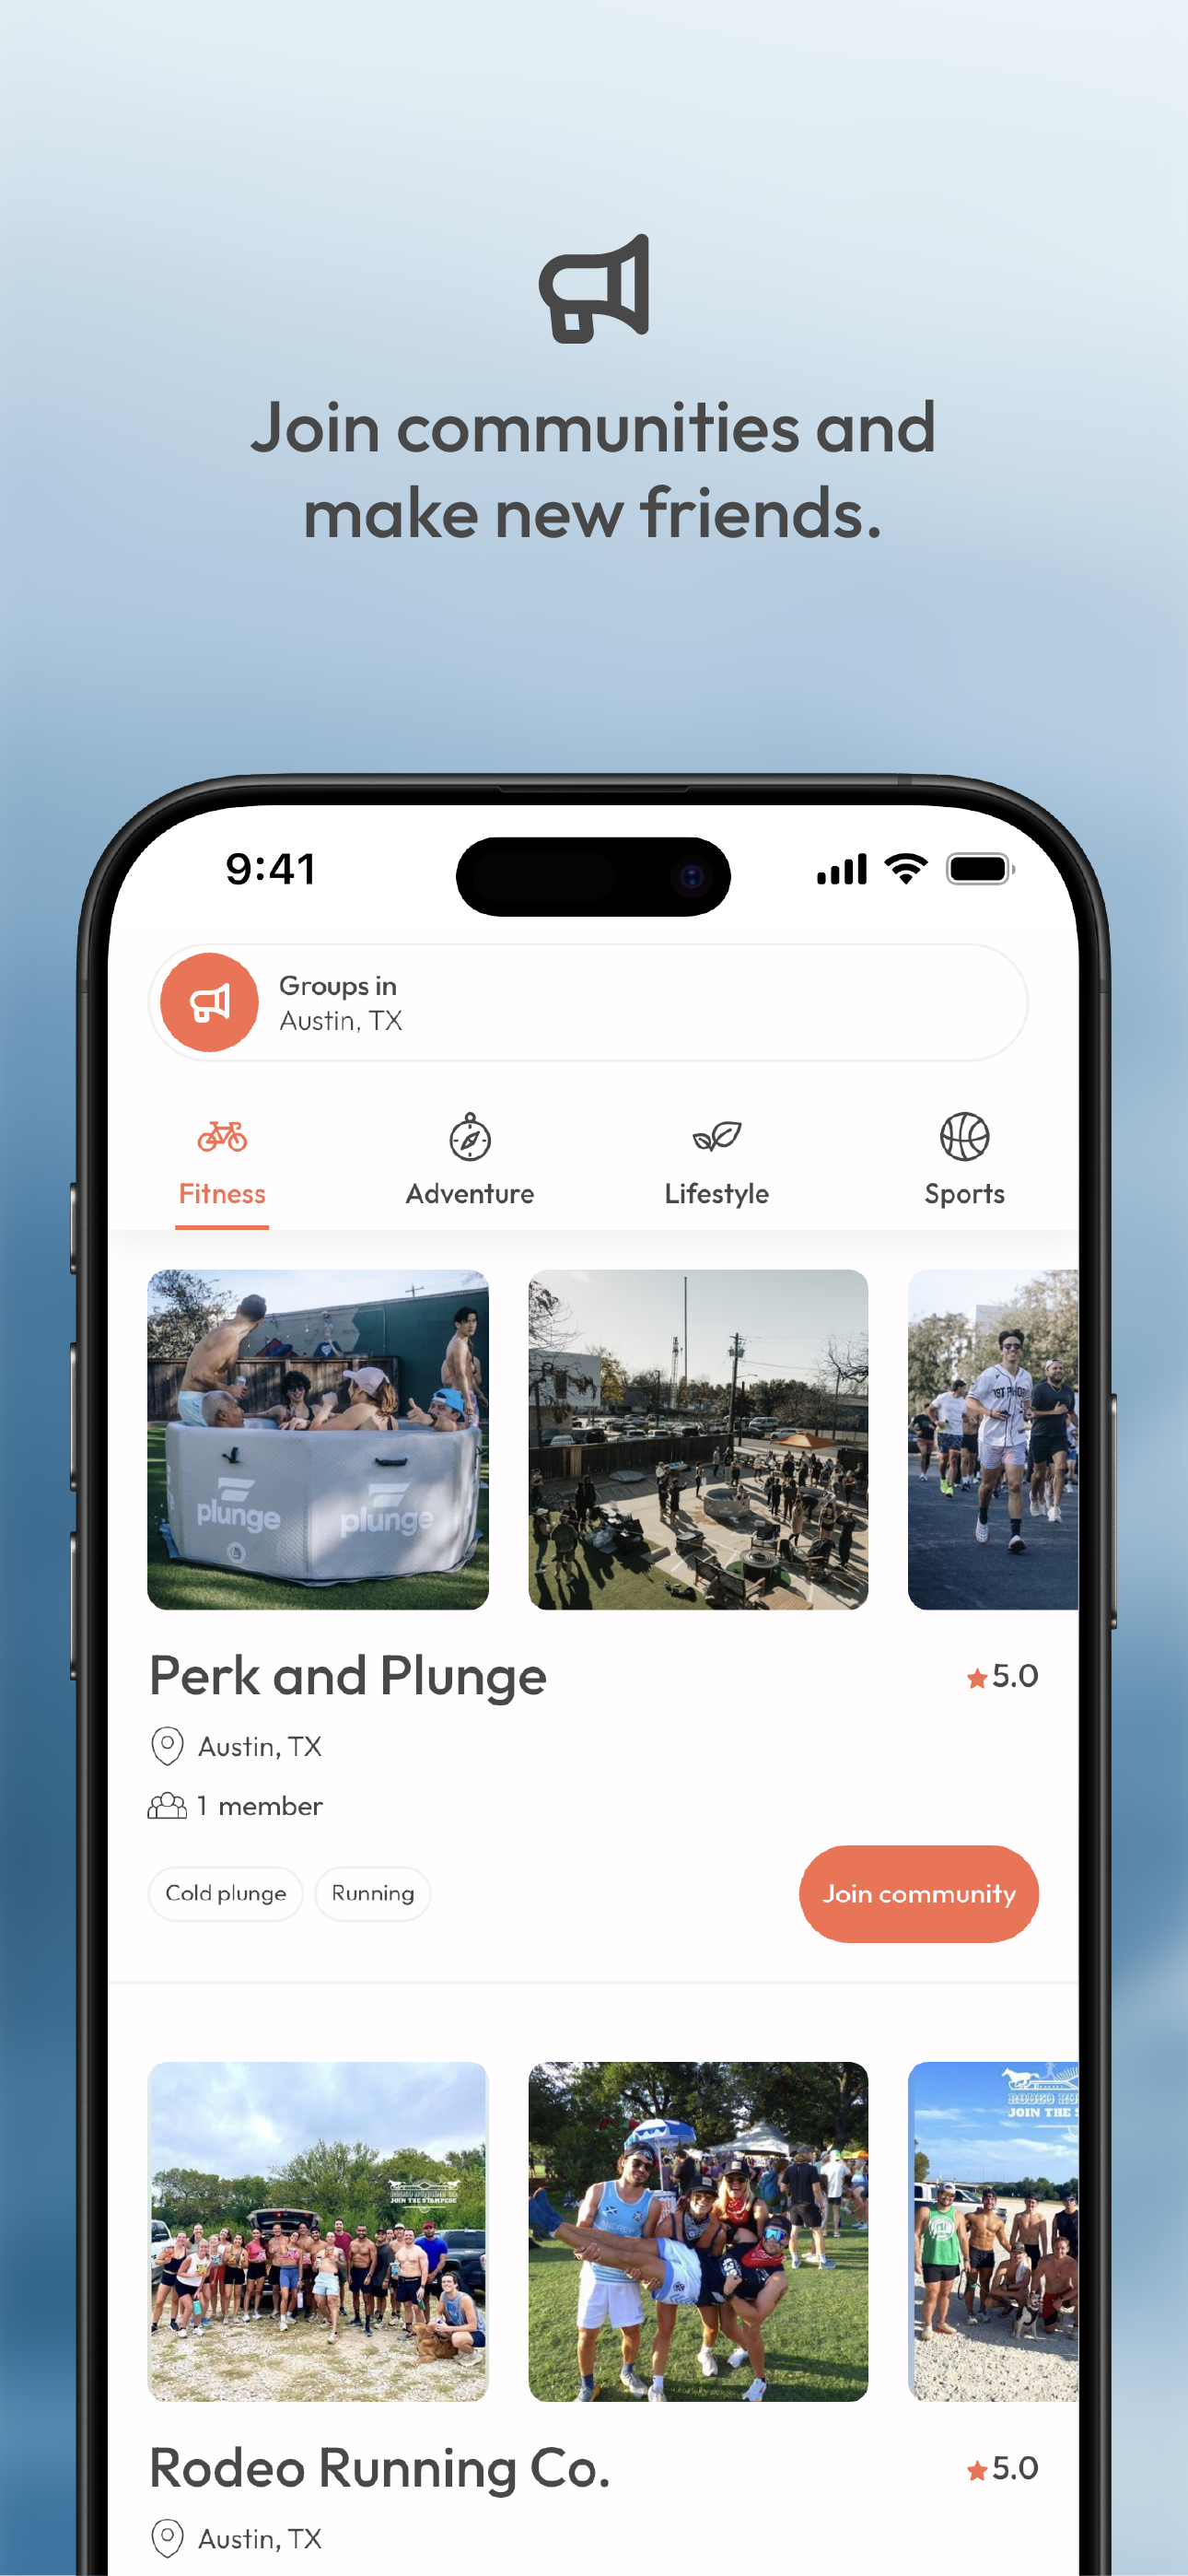 Join communities and
make new friends.
9:41
Groups in
Austin, TX
Fitness
Adventure
Lifestyle
Sports
plunge
plunge
Perk and Plunge
5.0
Austin, TX
1 member
Cold plunge
Running
Join community
JOIN THE STAMPEDE
JOIN THE
Rodeo Running Co.
5.0
Austin, TX